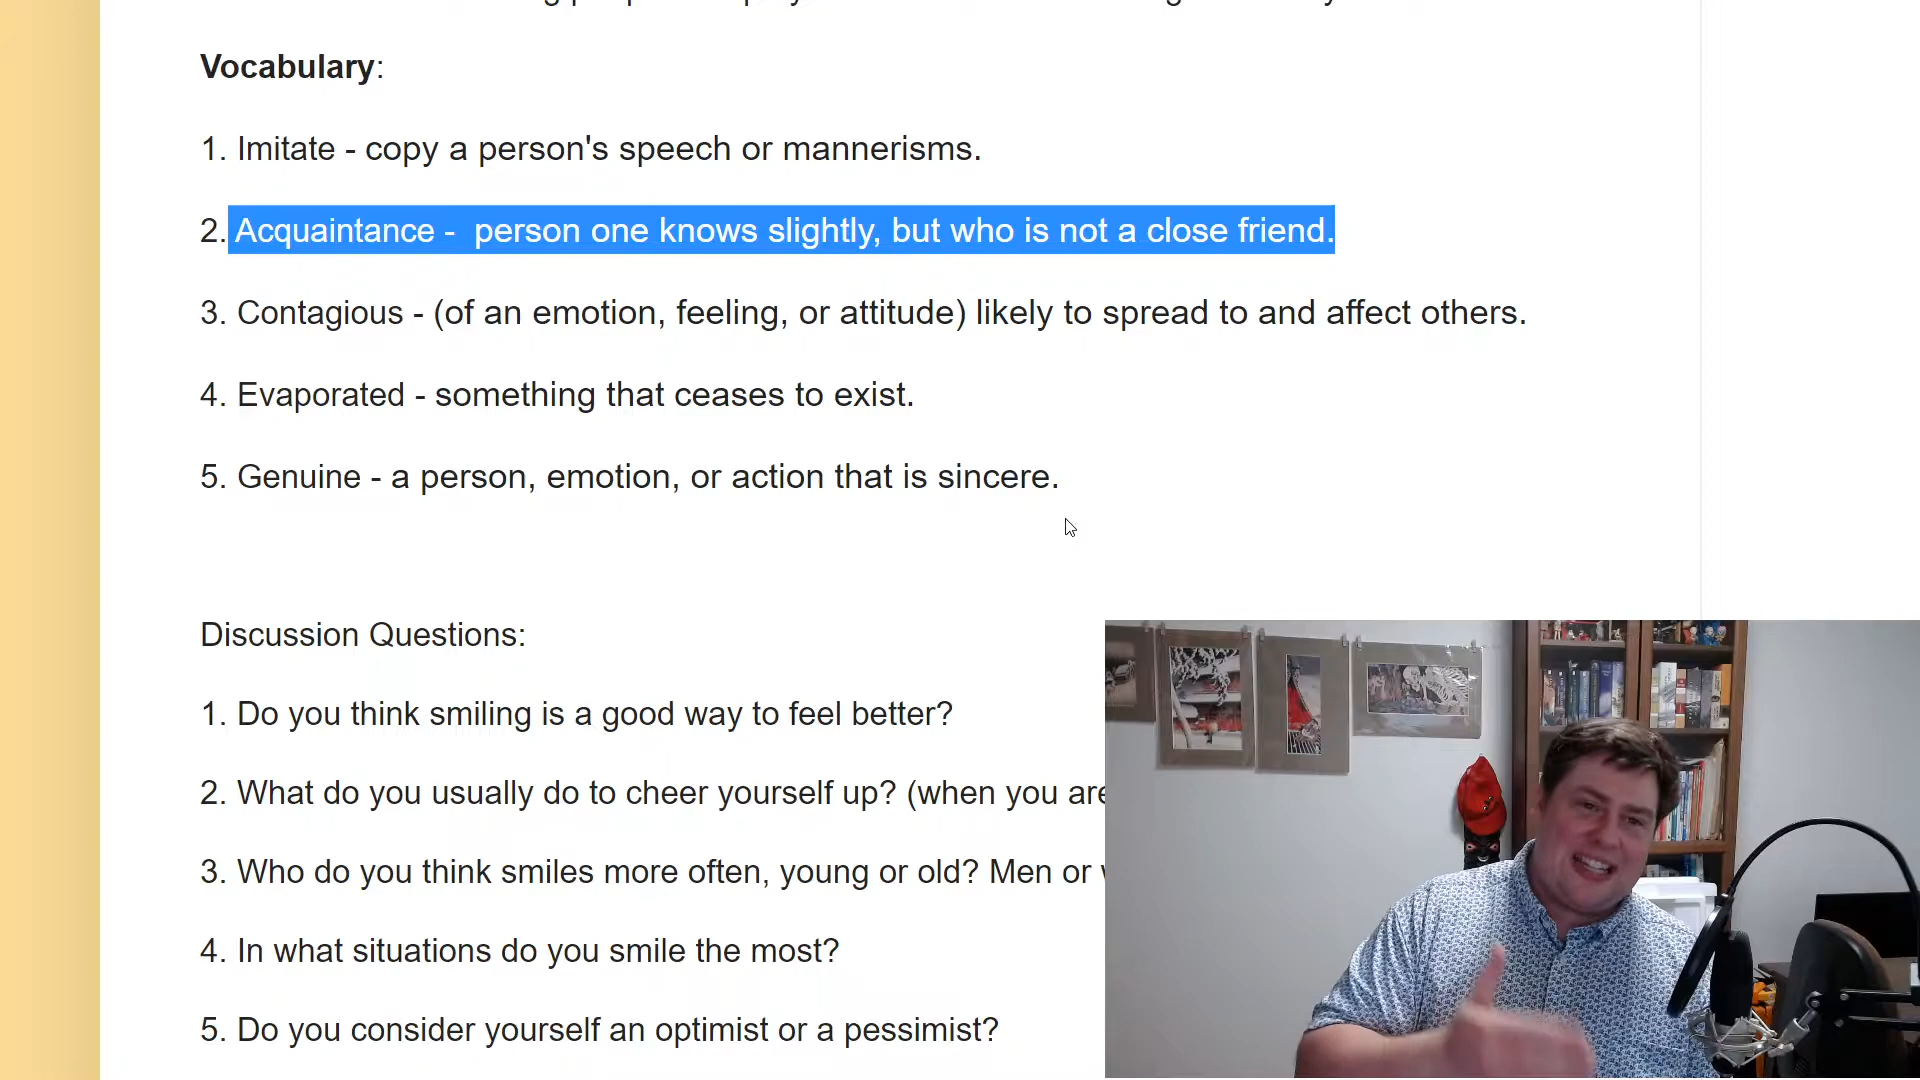 Vocabulary:
1. Imitate - copy a person's speech or mannerisms.
2. Acquaintance -  person one knows slightly, but who is not a close friend.
3. Contagious - (of an emotion, feeling, or attitude) likely to spread to and affect others.
4. Evaporated - something that ceases to exist.
5. Genuine - a person, emotion, or action that is sincere.
Discussion Questions:
1. Do you think smiling is a good way to feel better?
2. What do you usually do to cheer yourself up? (when you are
3. Who do you think smiles more often, young or old? Men or
4. In what situations do you smile the most?
5. Do you consider yourself an optimist or a pessimist?